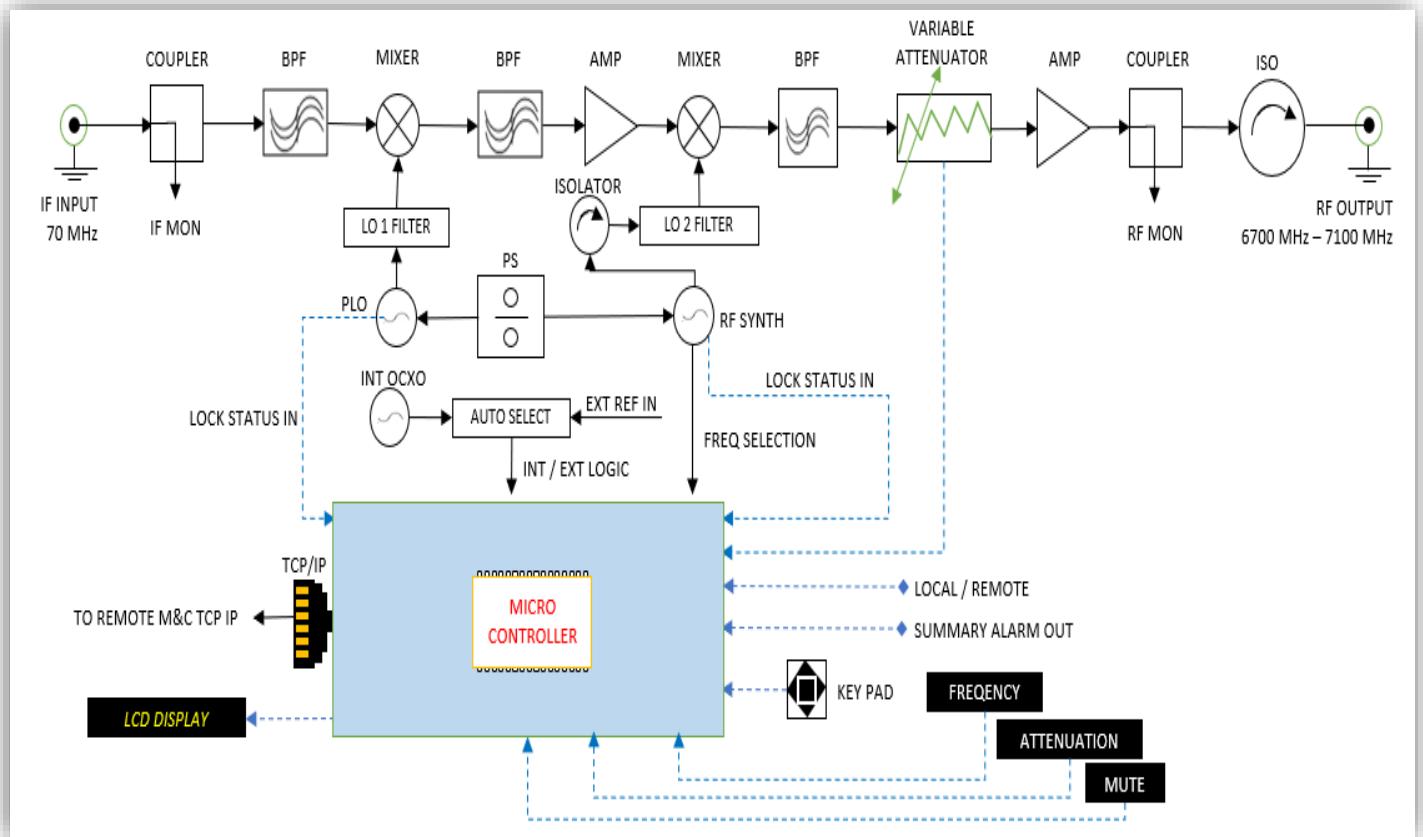 VARIABLE
ATTENUATOR
COUPLER
BPF
MIXER
BPF
AMP
MIXER
BPF
AMP
COUPLER
ISO
IF INPUT
70 MHz
IF MON
LO 1 FILTER
ISOLATOR
LO 2 FILTER
RF MON
RF OUTPUT
6700 MHz – 7100 MHz
PLO
PS
RF SYNTH
LOCK STATUS IN
INT OCXO
AUTO SELECT
EXT REF IN
LOCK STATUS IN
INT / EXT LOGIC
FREQ SELECTION
TCP/IP
TO REMOTE M&C TCP IP
MICRO
CONTROLLER
LOCAL / REMOTE
SUMMARY ALARM OUT
KEY PAD
LCD DISPLAY
FREQENCY
ATTENUATION
MUTE